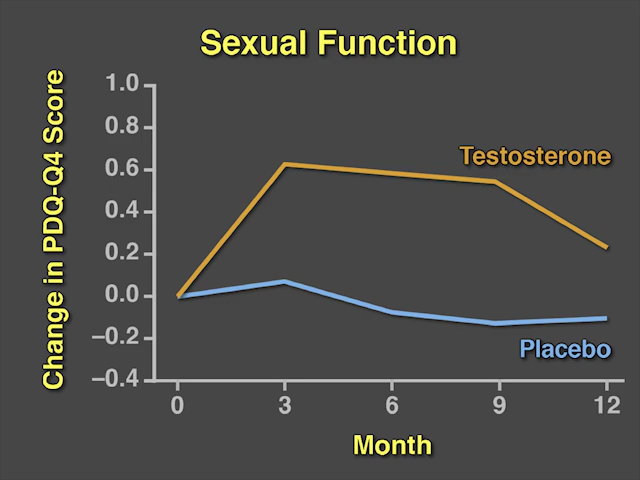 Sexual Function
Change in PDQ-Q4 Score
1.0
0.8
0.6
0.4
0.2
0.0
–0.2
–0.4
Testosterone
Placebo
0 3 6 9 12
Month